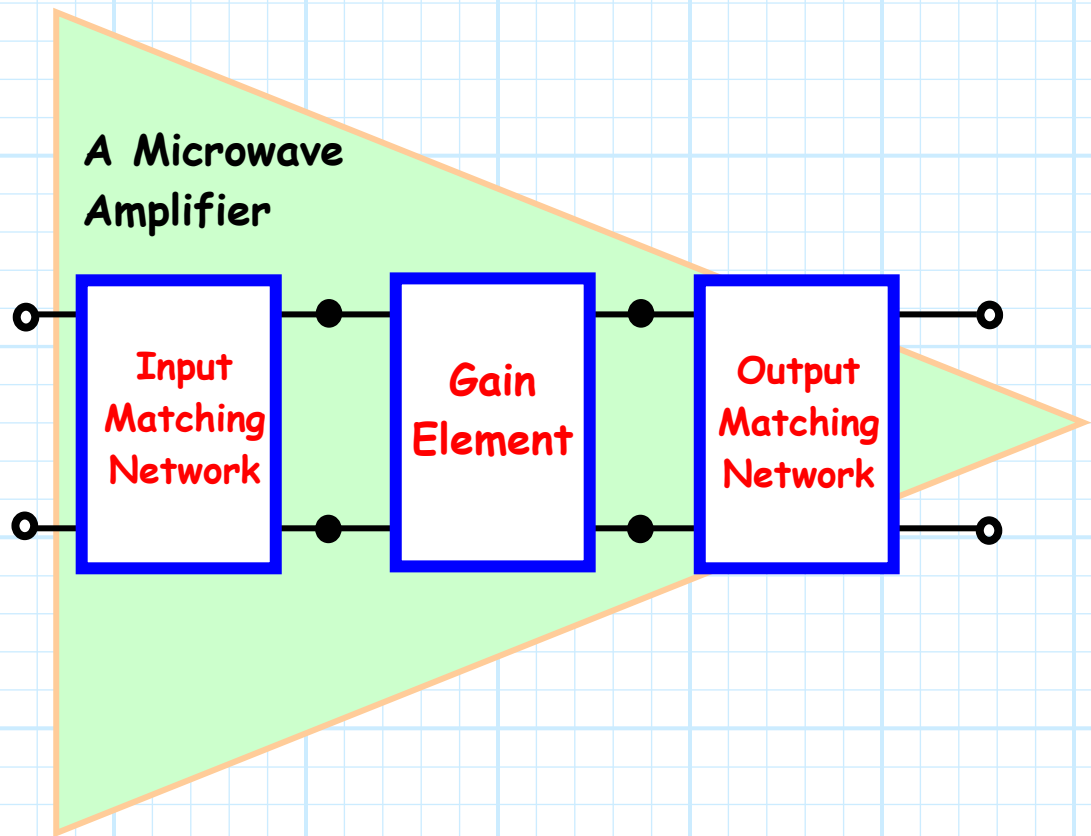 A Microwave
Amplifier
Input
Matching
Network
Gain
Element
Output
Matching
Network